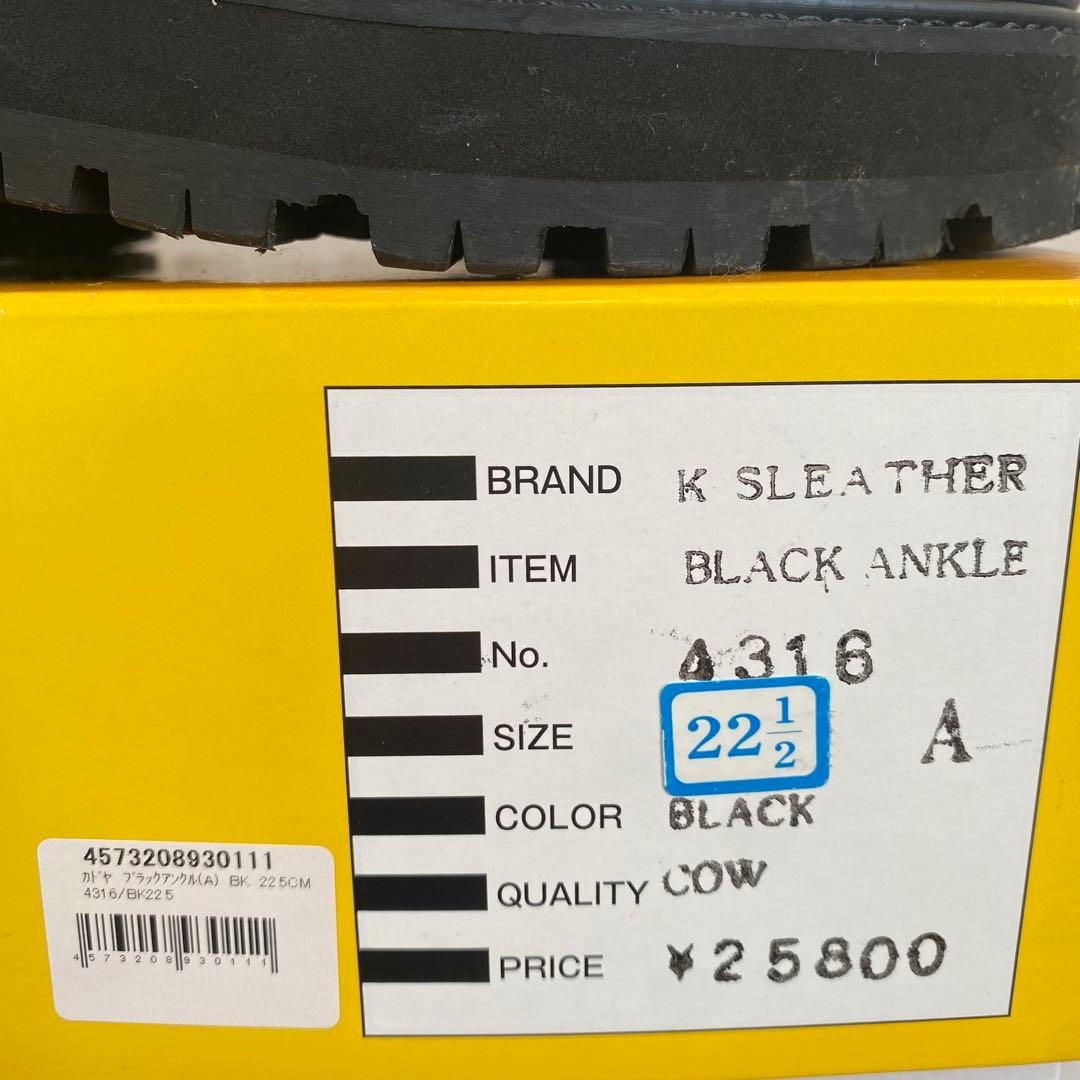 BRAND K SLEATHER
ITEM BLACK ANKLE
No. 4316
SIZE 22 1/2 A
COLOR BLACK
QUALITY COW
PRICE ¥25800
4573208930111
ｶﾄﾞﾔ ﾌﾞﾗｯｸｱﾝｸﾙ(A) BK 225CM
4316/BK225
4573208930111